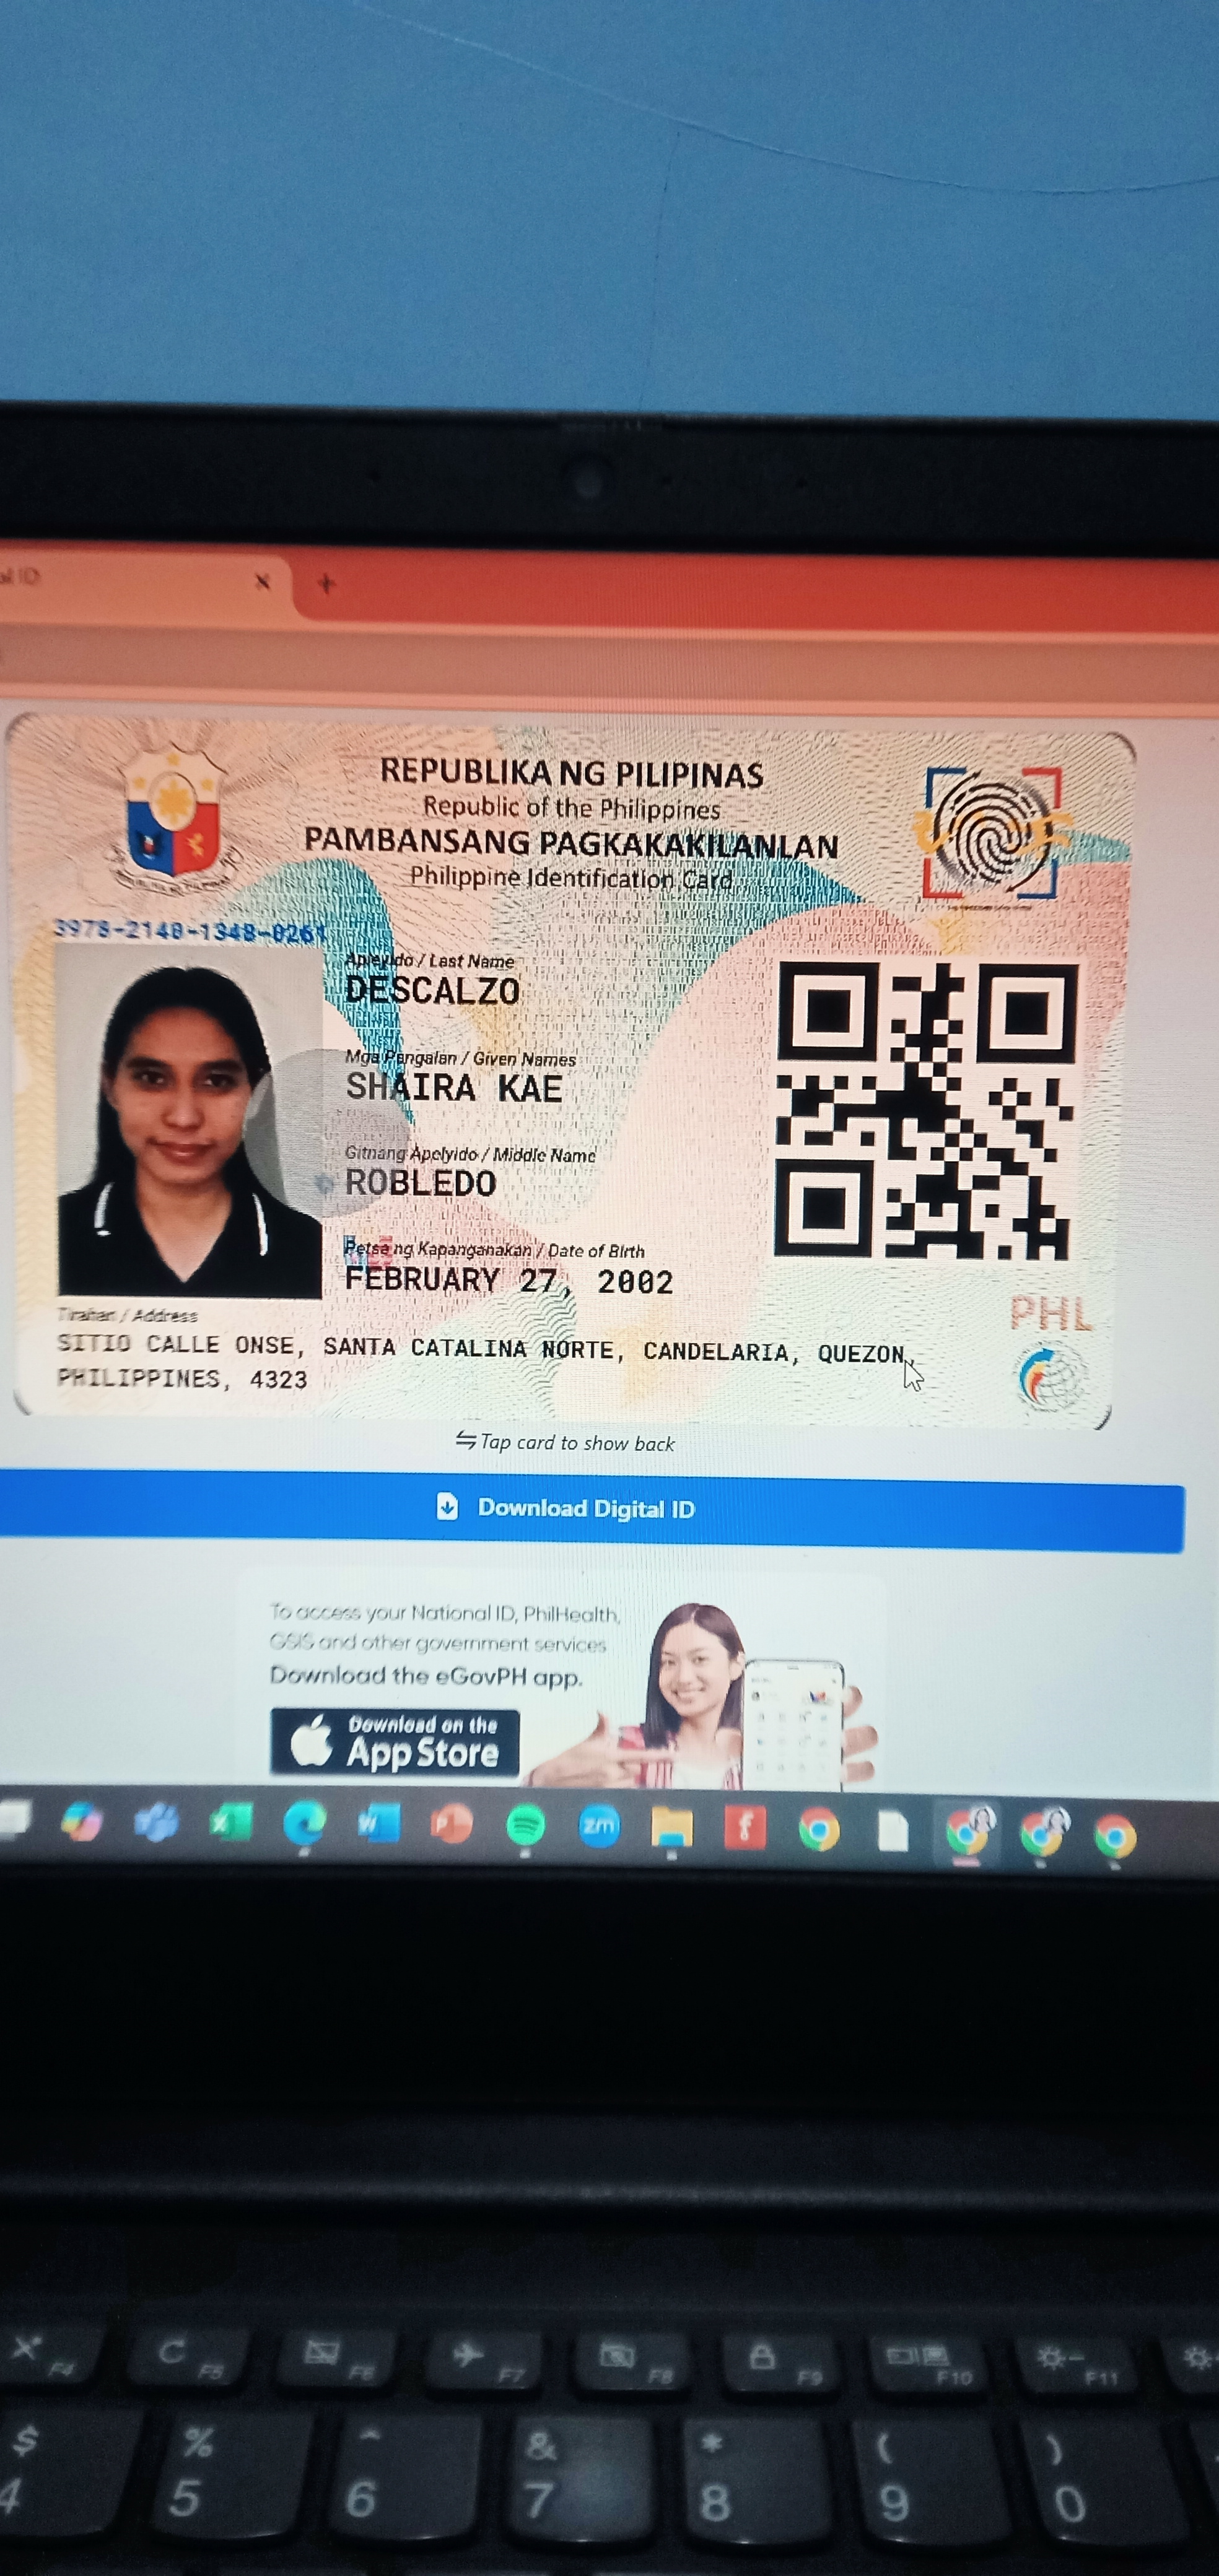 al ID
REPUBLIKA NG PILIPINAS
Republic of the Philippines
PAMBANSANG PAGKAKAKILANLAN
Philippine Identification Card
3978-2140-1348-0261
Apelyido / Last Name
DESCALZO
Mga Pangalan / Given Names
SHAIRA KAE
Gitnang Apelyido / Middle Name
ROBLEDO
Petsa ng Kapanganakan / Date of Birth
FEBRUARY 27, 2002
Tirahan / Address
SITIO CALLE ONSE, SANTA CATALINA NORTE, CANDELARIA, QUEZON,
PHILIPPINES, 4323
PHL
Tap card to show back
Download Digital ID
To access your National ID, PhilHealth,
GSIS and other government services
Download the eGovPH app.
Download on the
App Store
zm
F4 F5 F6 F7 F8 F9 F10 F11
$ % ^ & * ( )
4 5 6 7 8 9 0